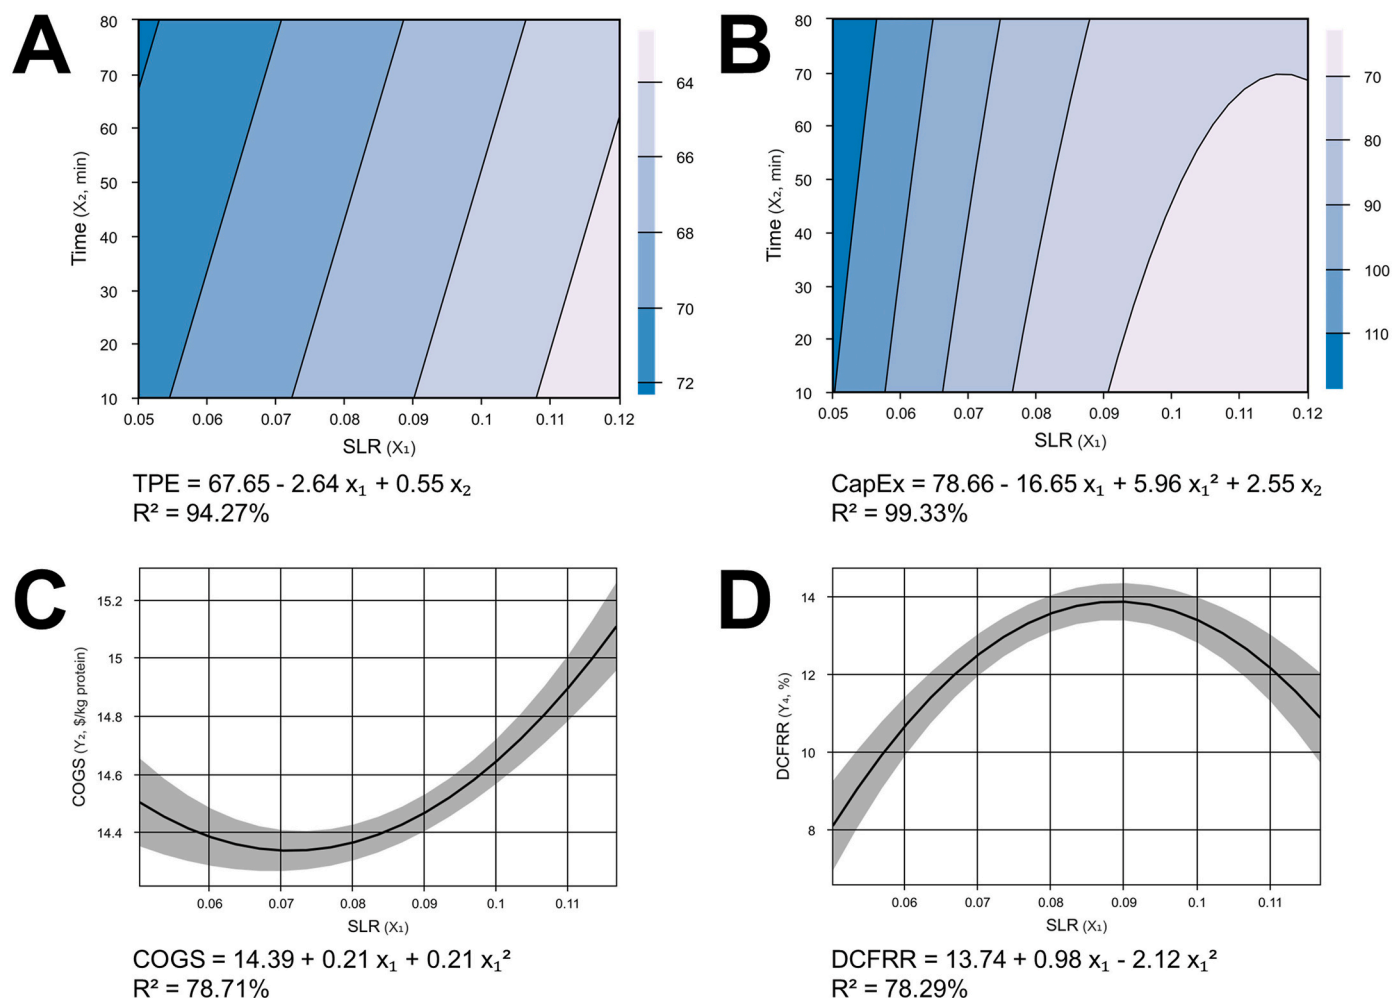 A
80
70
60
50
40
30
20
10
Time (X₂, min)
0.05 0.06 0.07 0.08 0.09 0.1 0.11 0.12
SLR (X₁)
64
66
68
70
72
TPE = 67.65 - 2.64 x₁ + 0.55 x₂
R² = 94.27%
B
80
70
60
50
40
30
20
10
Time (X₂, min)
0.05 0.06 0.07 0.08 0.09 0.1 0.11 0.12
SLR (X₁)
70
80
90
100
110
CapEx = 78.66 - 16.65 x₁ + 5.96 x₁² + 2.55 x₂
R² = 99.33%
C
15.2
15
14.8
14.6
14.4
COGS (Y₂, $/kg protein)
0.06 0.07 0.08 0.09 0.1 0.11
SLR (X₁)
COGS = 14.39 + 0.21 x₁ + 0.21 x₁²
R² = 78.71%
D
14
12
10
8
DCFRR (Y₄, %)
0.06 0.07 0.08 0.09 0.1 0.11
SLR (X₁)
DCFRR = 13.74 + 0.98 x₁ - 2.12 x₁²
R² = 78.29%